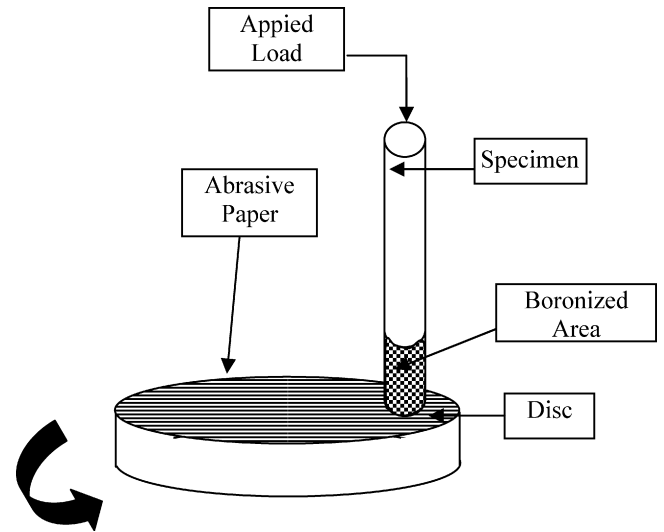 Appied
Load
Specimen
Abrasive
Paper
Boronized
Area
Disc